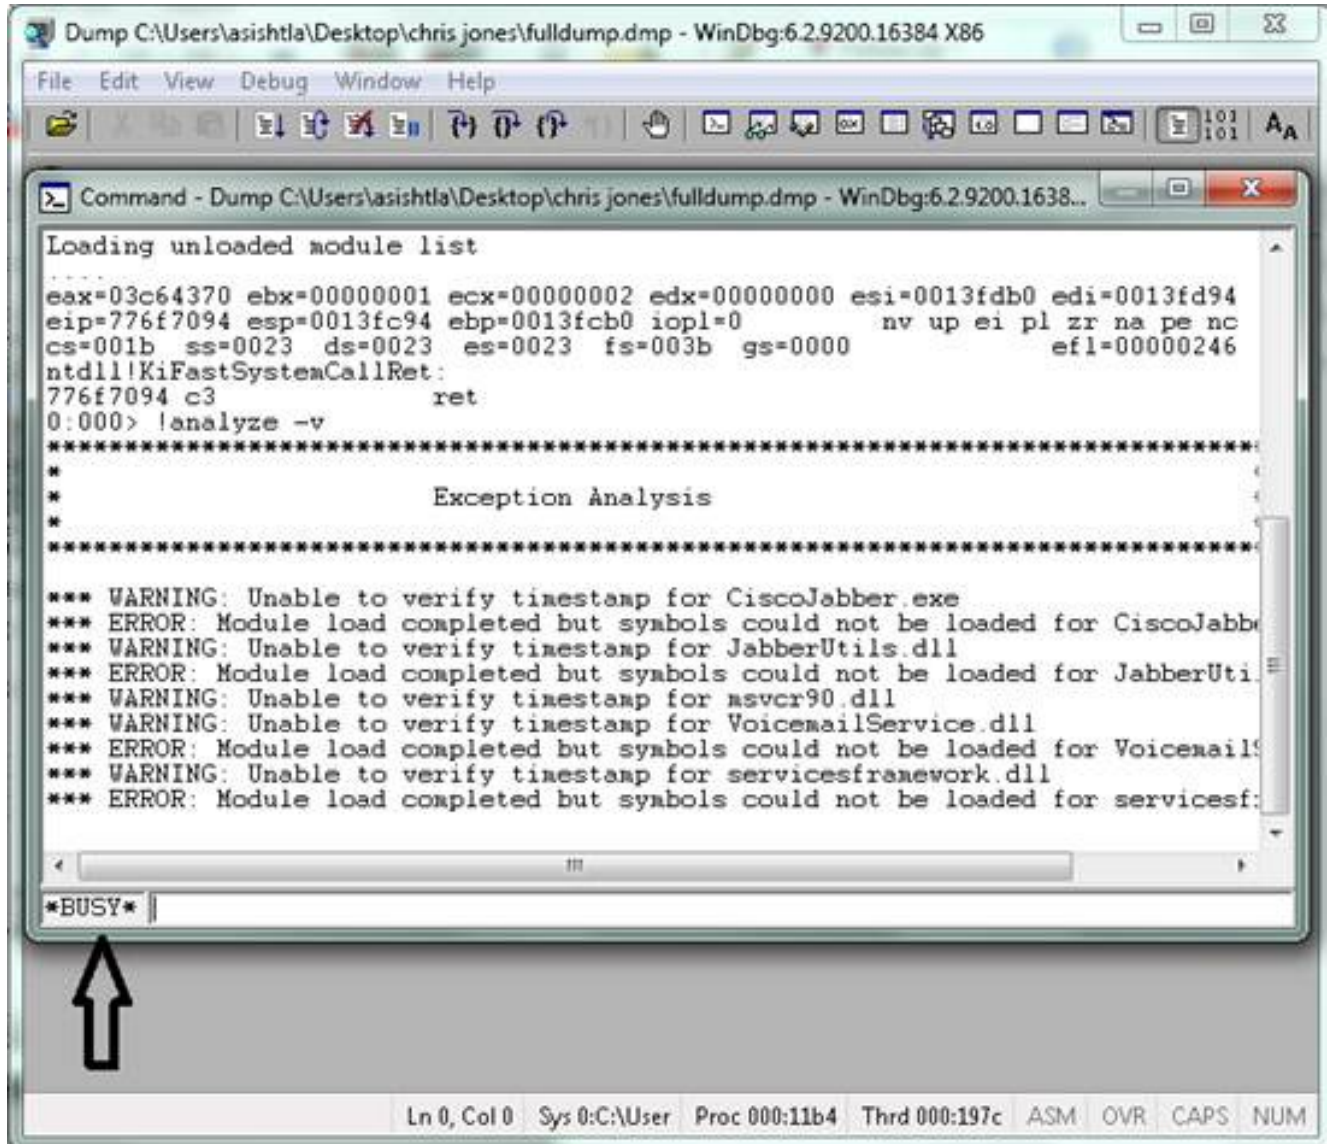 Dump C:\Users\asishtla\Desktop\chris jones\fulldump.dmp - WinDbg:6.2.9200.16384 X86
File Edit View Debug Window Help
Command - Dump C:\Users\asishtla\Desktop\chris jones\fulldump.dmp - WinDbg:6.2.9200.1638...
Loading unloaded module list
....
eax=03c64370 ebx=00000001 ecx=00000002 edx=00000000 esi=0013fdb0 edi=0013fd94
eip=776f7094 esp=0013fc94 ebp=0013fcb0 iopl=0 nv up ei pl zr na pe nc
cs=001b ss=0023 ds=0023 es=0023 fs=003b gs=0000 efl=00000246
ntdll!KiFastSystemCallRet:
776f7094 c3 ret
0:000> !analyze -v
*******************************************************************************
*
* Exception Analysis
*
*******************************************************************************
*** WARNING: Unable to verify timestamp for CiscoJabber.exe
*** ERROR: Module load completed but symbols could not be loaded for CiscoJabbe
*** WARNING: Unable to verify timestamp for JabberUtils.dll
*** ERROR: Module load completed but symbols could not be loaded for JabberUti
*** WARNING: Unable to verify timestamp for msvcr90.dll
*** WARNING: Unable to verify timestamp for VoicemailService.dll
*** ERROR: Module load completed but symbols could not be loaded for VoicemailS
*** WARNING: Unable to verify timestamp for servicesframework.dll
*** ERROR: Module load completed but symbols could not be loaded for servicesf
*BUSY*
Ln 0, Col 0 Sys 0:C:\User Proc 000:11b4 Thrd 000:197c ASM OVR CAPS NUM